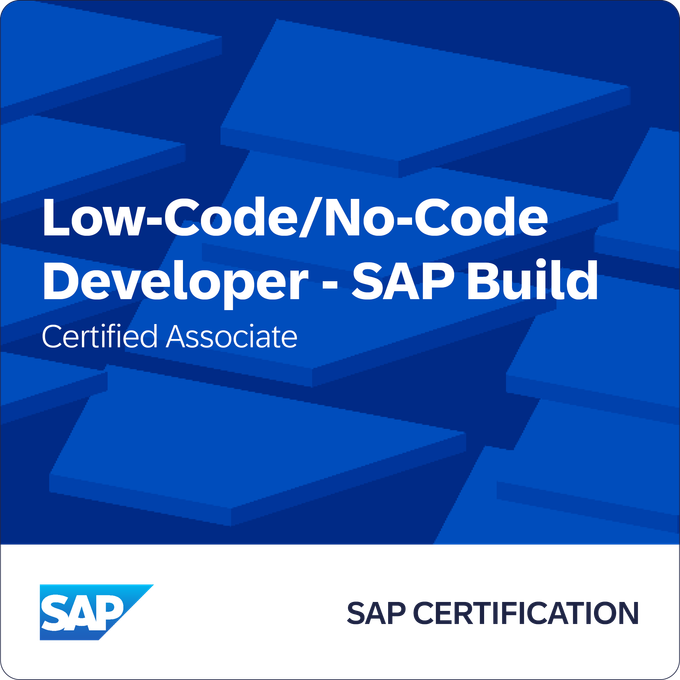 Low-Code/No-Code
Developer - SAP Build
Certified Associate
SAP
SAP CERTIFICATION